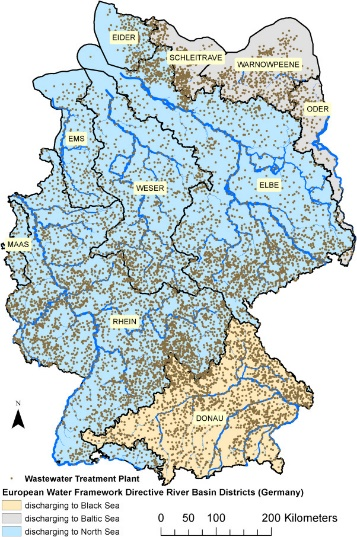 EIDER
SCHLEITRAVE
WARNOWPEENE
ODER
EMS
WESER
ELBE
MAAS
RHEIN
DONAU
N
Wastewater Treatment Plant
European Water Framework Directive River Basin Districts (Germany)
discharging to Black Sea
discharging to Baltic Sea
discharging to North Sea
0 50 100 200 Kilometers